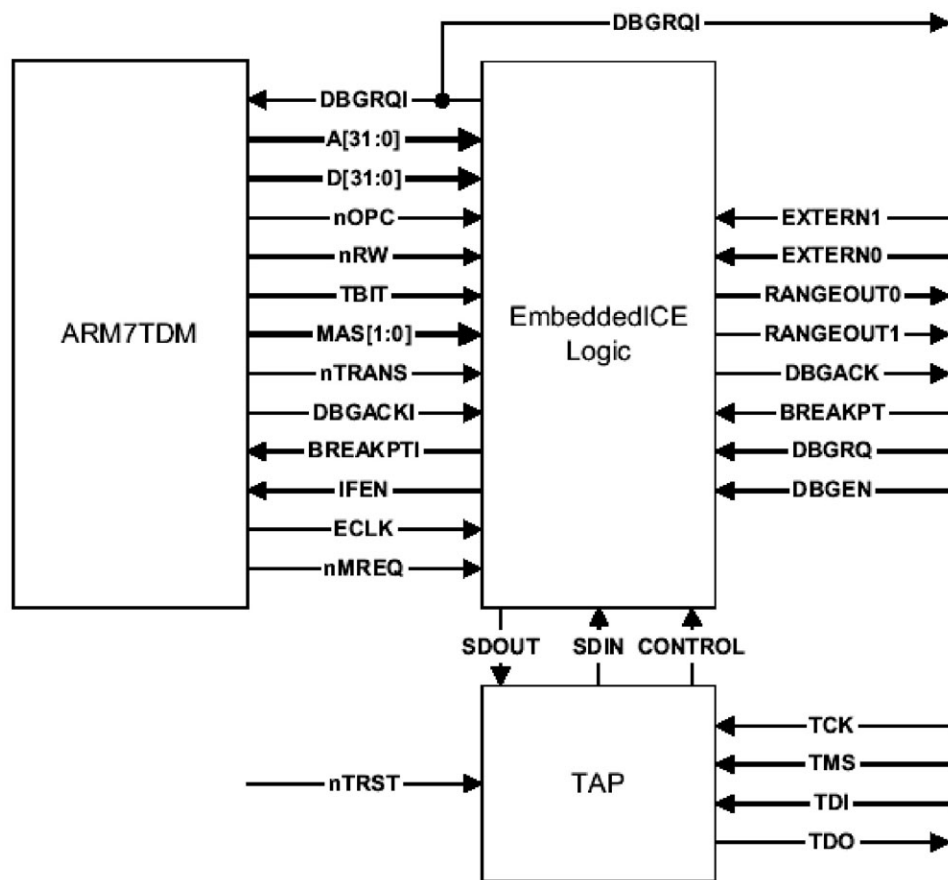 DBGRQI
DBGRQI
A[31:0]
D[31:0]
nOPC
nRW
TBIT
MAS[1:0]
nTRANS
DBGACKI
BREAKPTI
IFEN
ECLK
nMREQ
ARM7TDM
EmbeddedICE
Logic
EXTERN1
EXTERN0
RANGEOUT0
RANGEOUT1
DBGACK
BREAKPT
DBGRQ
DBGEN
SDOUT
SDIN
CONTROL
nTRST
TAP
TCK
TMS
TDI
TDO